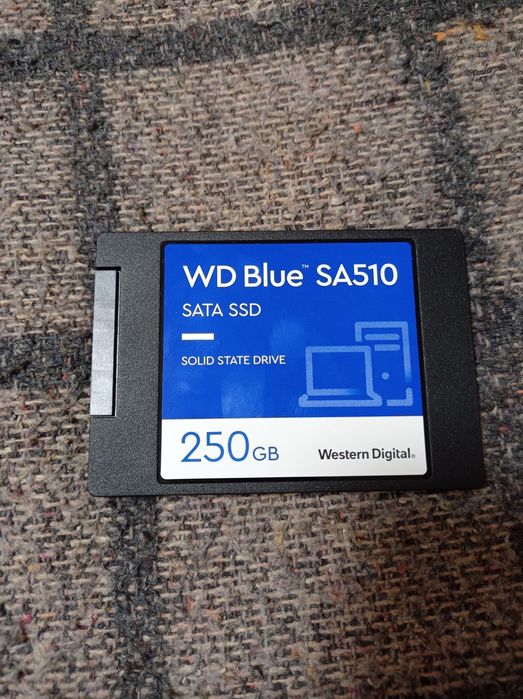 WD Blue™ SA510
SATA SSD
SOLID STATE DRIVE
250GB
Western Digital®